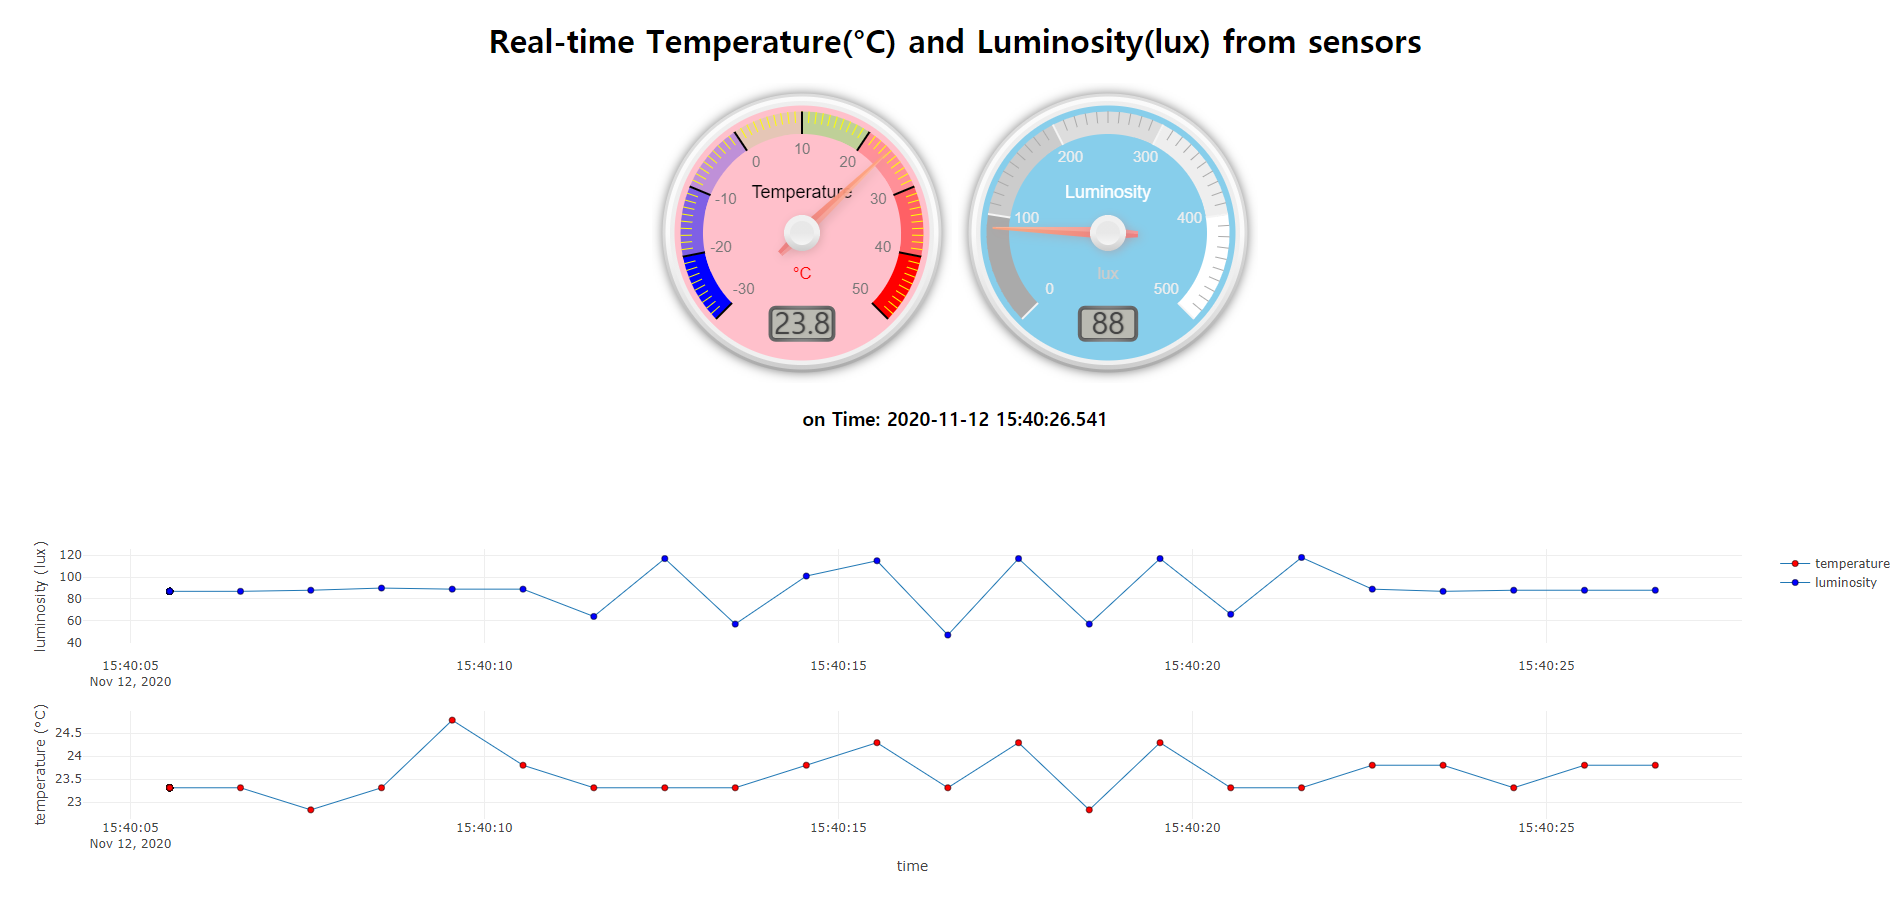 Real-time Temperature(°C) and Luminosity(lux) from sensors
-30 -20 -10 0 10 20 30 40 50
Temperature
°C
23.8
0 100 200 300 400 500
Luminosity
lux
88
on Time: 2020-11-12 15:40:26.541
luminosity (lux)
120
100
80
60
40
15:40:05 15:40:10 15:40:15 15:40:20 15:40:25
Nov 12, 2020
temperature
luminosity
temperature (°C)
24.5
24
23.5
23
15:40:05 15:40:10 15:40:15 15:40:20 15:40:25
Nov 12, 2020
time